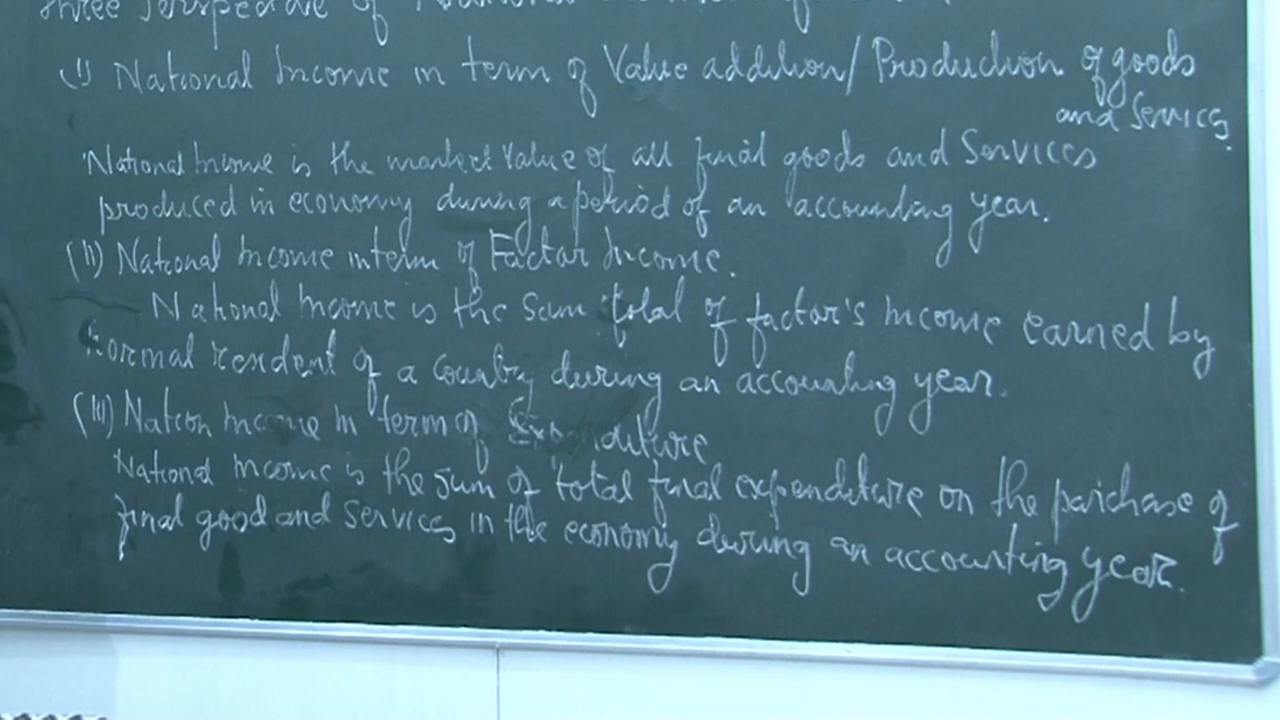 three Perspective of National
(I) National Income in term of Value addition/Production of goods
and Services.
National Income is the market Value of all final goods and Services
produced in economy during a period of an accounting year.
(II) National Income in term of Factor Income.
National Income is the Sum total of factor's Income earned by
normal resident of a country during an accounting year.
(III) Nation Income in term of Expenditure
National Income is the sum of total final expenditure on the purchase of
final good and Services in the economy during an accounting year.